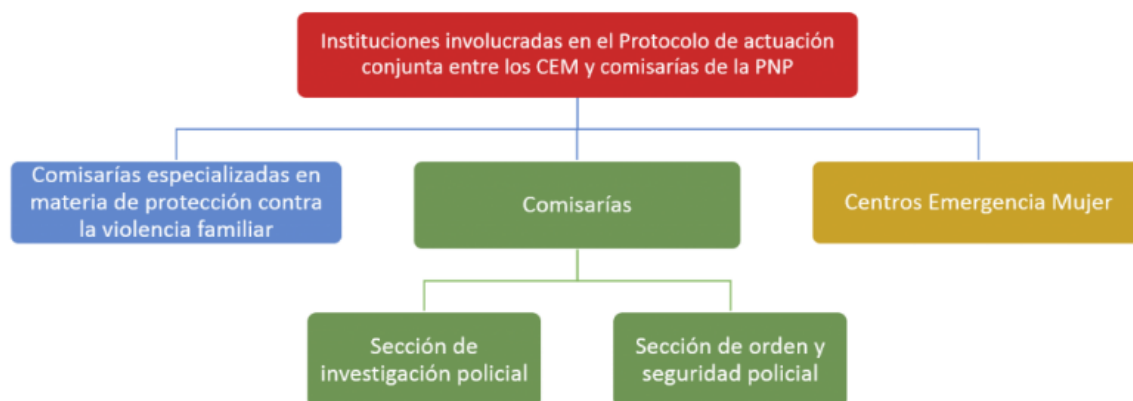 Instituciones involucradas en el Protocolo de actuación
conjunta entre los CEM y comisarías de la PNP
Comisarías especializadas en
materia de protección contra
la violencia familiar
Comisarías
Centros Emergencia Mujer
Sección de
investigación policial
Sección de orden y
seguridad policial